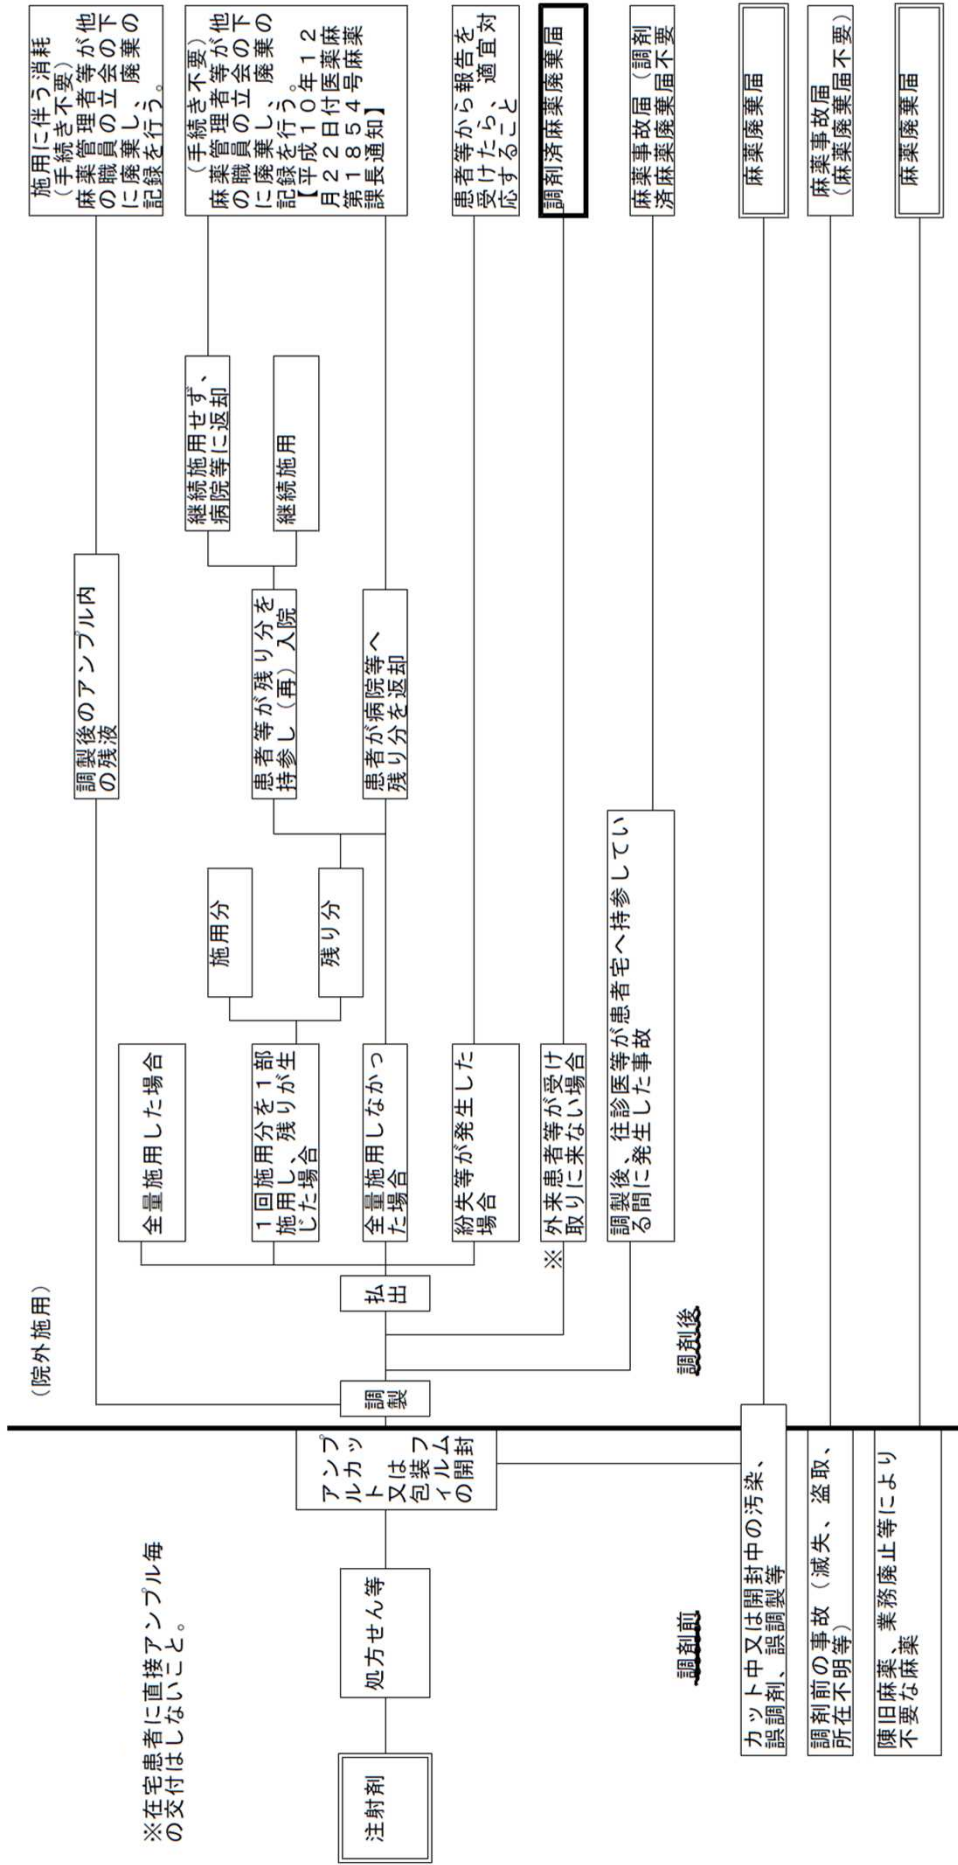 （院外施用）
※在宅患者に直接アンプル毎
の交付はしないこと。
注射剤
処方せん等
アンプ
ルカッ
ト
又は
包装フ
ィルム
の開封
調製
払
出
調製後のアンプル内
の残液
施用に伴う消耗
（手続き不要）
麻薬管理者等が他
の職員の立会の下
に廃棄し、廃棄の
記録を行う。
全量施用した場合
１回施用分を１部
施用し、残りが生
じた場合
施用分
残り分
患者等が残り分を
持参し（再）入院
継続施用せず、
病院等に返却
継続施用
（手続き不要）
麻薬管理者等が他
の職員の立会の下
に廃棄し、廃棄の
記録を行う。
【平成１０年１２
月２２日付医薬麻
第１８５４号麻薬
課長通知】
全量施用しなかっ
た場合
患者が病院等へ
残り分を返却
紛失等が発生した
場合
患者等から報告を
受けたら、適宜対
応すること
※
外来患者等が受け
取りに来ない場合
調剤済麻薬廃棄届
調製後、往診医等が患者宅へ持参してい
る間に発生した事故
麻薬事故届（調剤
済麻薬廃棄届不要
調剤前
調剤後
カット中又は開封中の汚染、
誤調剤、誤調製等
麻薬廃棄届
調剤前の事故（滅失、盗取、
所在不明等）
麻薬事故届
（麻薬廃棄届不要）
陳旧麻薬、業務廃止等により
不要な麻薬
麻薬廃棄届